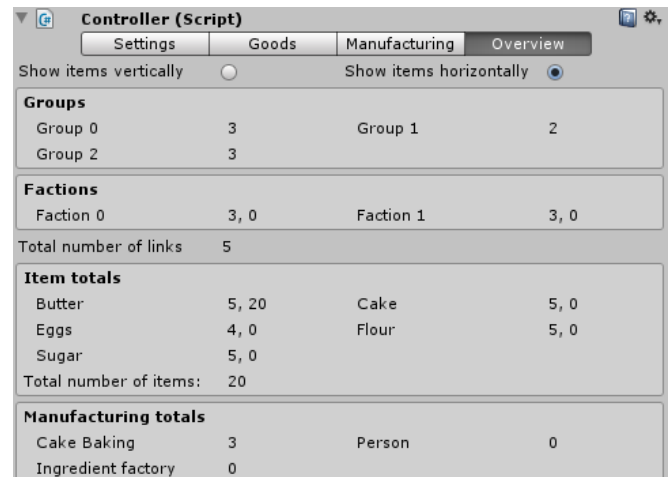 Controller (Script)
Settings Goods Manufacturing Overview
Show items vertically Show items horizontally
Groups
Group 0 3 Group 1 2
Group 2 3
Factions
Faction 0 3, 0 Faction 1 3, 0
Total number of links 5
Item totals
Butter 5, 20 Cake 5, 0
Eggs 4, 0 Flour 5, 0
Sugar 5, 0
Total number of items: 20
Manufacturing totals
Cake Baking 3 Person 0
Ingredient factory 0